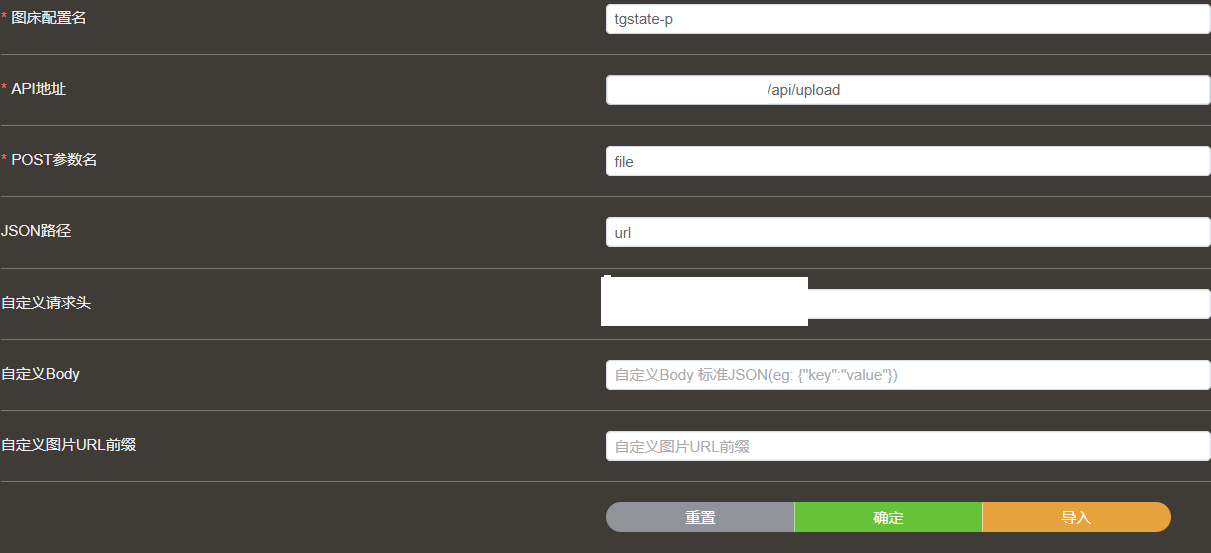 * 图床配置名
tgstate-p
* API地址
/api/upload
* POST参数名
file
JSON路径
url
自定义请求头
自定义Body
自定义Body 标准JSON(eg: {"key":"value"})
自定义图片URL前缀
自定义图片URL前缀
重置
确定
导入